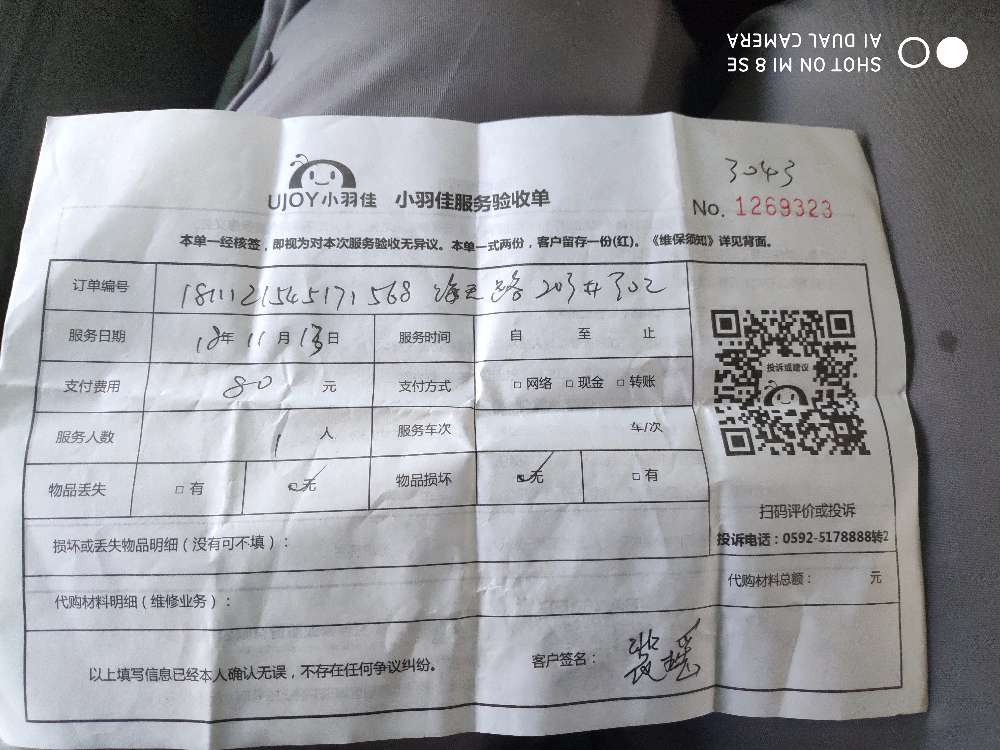 SHOT ON MI 8 SE
AI DUAL CAMERA
3043
UJOY小羽佳 小羽佳服务验收单
No. 1269323
本单一经核签，即视为对本次服务验收无异议。本单一式两份，客户留存一份(红)。《维保须知》详见背面。
订单编号 1811121545171568 路 20 302
服务日期 18年 11月 13日 服务时间 自 至 止
支付费用 80 元 支付方式 □ 网络 □ 现金 □ 转账
投诉或建议
服务人数 1 人 服务车次 车/次
物品丢失 □ 有 □ 无 物品损坏 □ 无 □ 有
扫码评价或投诉
投诉电话：0592-5178888转2
损坏或丢失物品明细（没有可不填）：
代购材料总额： 元
代购材料明细（维修业务）：
以上填写信息已经本人确认无误，不存在任何争议纠纷。 客户签名：